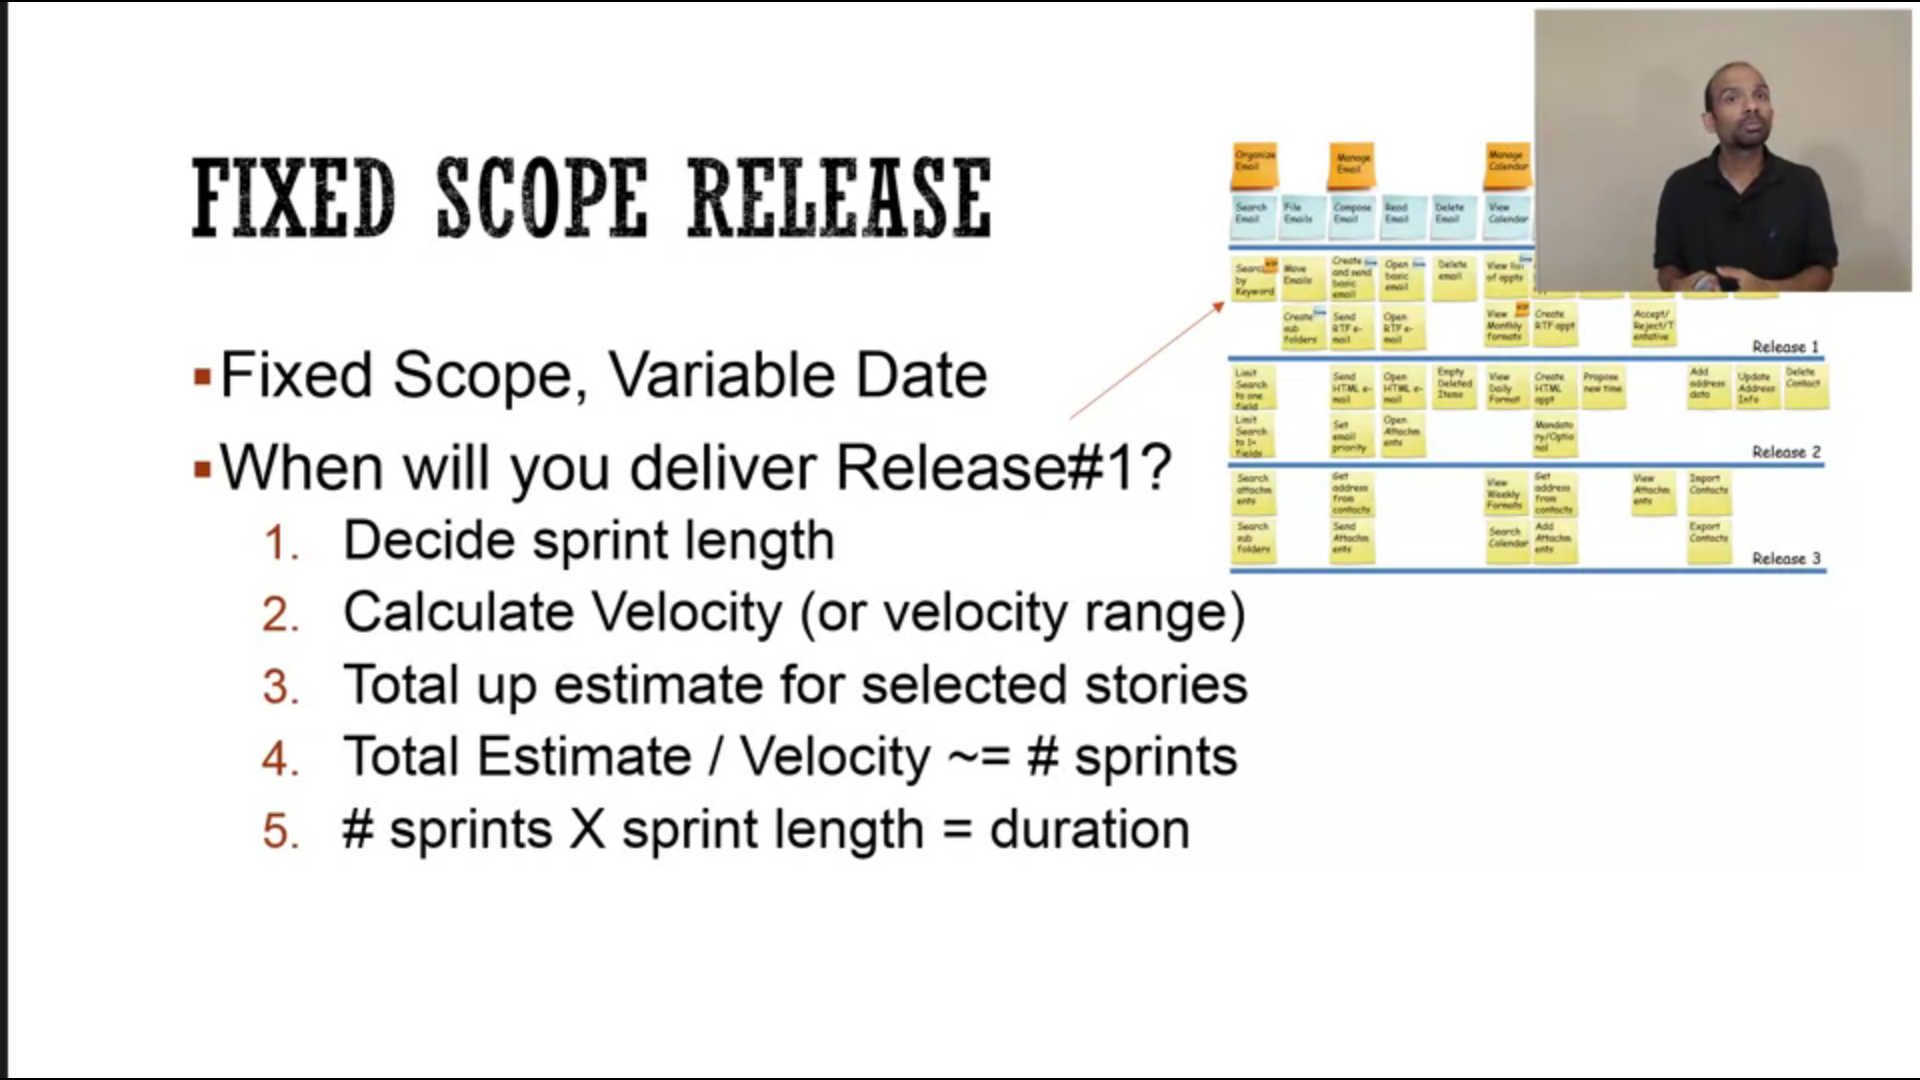 FIXED SCOPE RELEASE
▪Fixed Scope, Variable Date
▪When will you deliver Release#1?
1. Decide sprint length
2. Calculate Velocity (or velocity range)
3. Total up estimate for selected stories
4. Total Estimate / Velocity ~= # sprints
5. # sprints X sprint length = duration
Organize Email
Manage Email
Manage Calendar
Search Email
File Emails
Compose Email
Read Email
Delete Email
View Calendar
by Keyword
Move Emails
Create and send basic email
Open basic email
Delete email
View list of appts
Create sub folders
Send RTF e-mail
Open RTF e-mail
View Monthly formats
Create RTF appt
Accept/Reject/Tentative
Release 1
Limit Search to one field
Send HTML e-mail
Open HTML e-mail
Empty Deleted Items
View Daily Format
Create HTML appt
Propose new time
Add address data
Update Address Info
Delete Contact
Limit Search to 1+ fields
Set email priority
Open Attachments
Mandatory/Optional
Release 2
Search attachments
Get address from contacts
View Weekly Formats
Get address from contacts
View Attachments
Import Contacts
Search sub folders
Send Attachments
Search Calendar
Add Attachments
Export Contacts
Release 3